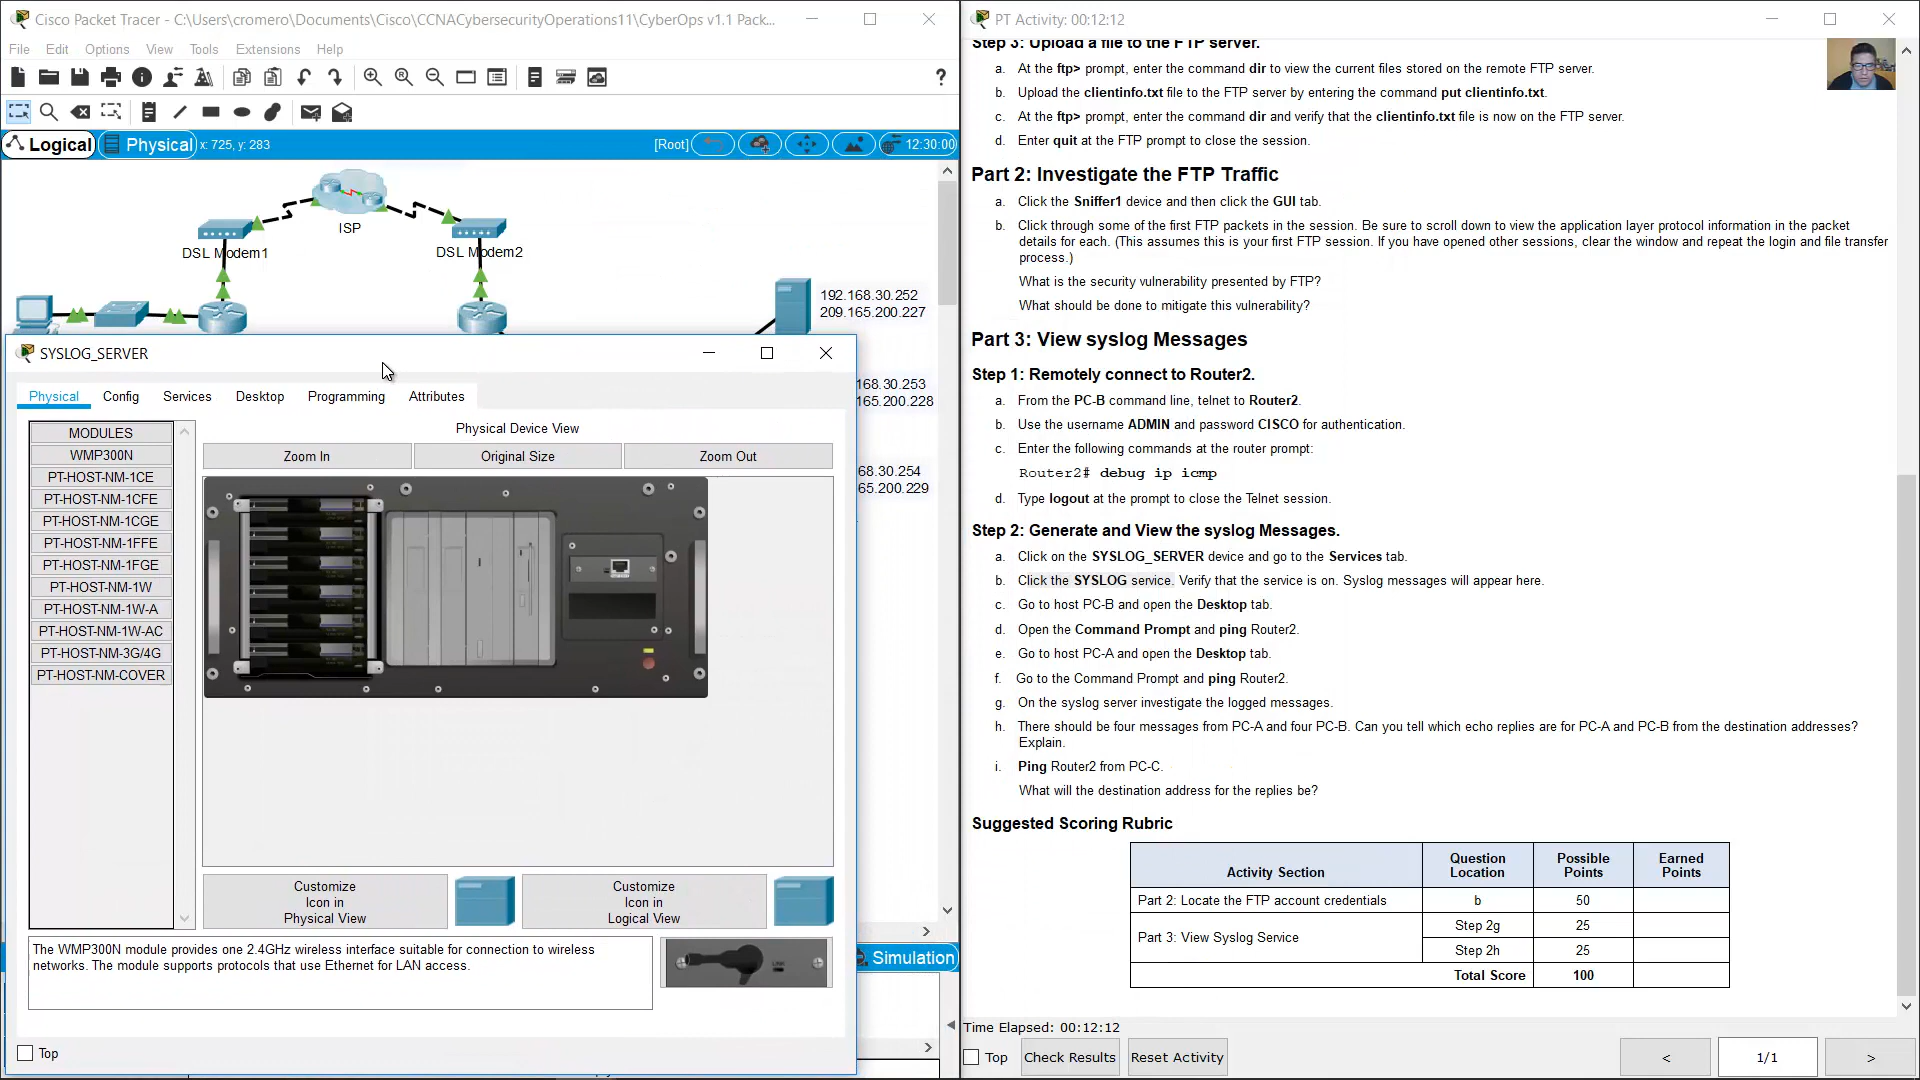 Cisco Packet Tracer - C:\Users\cromero\Documents\Cisco\CCNACybersecurityOperations11\CyberOps v1.1 Pack...
File Edit Options View Tools Extensions Help
?
Logical Physical x: 725, y: 283 [Root] 12:30:00
ISP
DSL Modem1
DSL Modem2
192.168.30.252
209.165.200.227
68.30.253
65.200.228
68.30.254
65.200.229
SYSLOG_SERVER
Physical Config Services Desktop Programming Attributes
MODULES
WMP300N
PT-HOST-NM-1CE
PT-HOST-NM-1CFE
PT-HOST-NM-1CGE
PT-HOST-NM-1FFE
PT-HOST-NM-1FGE
PT-HOST-NM-1W
PT-HOST-NM-1W-A
PT-HOST-NM-1W-AC
PT-HOST-NM-3G/4G
PT-HOST-NM-COVER
Physical Device View
Zoom In Original Size Zoom Out
Customize
Icon in
Physical View
Customize
Icon in
Logical View
The WMP300N module provides one 2.4GHz wireless interface suitable for connection to wireless
networks. The module supports protocols that use Ethernet for LAN access.
Top
Simulation
PT Activity: 00:12:12
Step 3: Upload a file to the FTP server.
a. At the ftp> prompt, enter the command dir to view the current files stored on the remote FTP server.
b. Upload the clientinfo.txt file to the FTP server by entering the command put clientinfo.txt.
c. At the ftp> prompt, enter the command dir and verify that the clientinfo.txt file is now on the FTP server.
d. Enter quit at the FTP prompt to close the session.
Part 2: Investigate the FTP Traffic
a. Click the Sniffer1 device and then click the GUI tab.
b. Click through some of the first FTP packets in the session. Be sure to scroll down to view the application layer protocol information in the packet
details for each. (This assumes this is your first FTP session. If you have opened other sessions, clear the window and repeat the login and file transfer
process.)
What is the security vulnerability presented by FTP?
What should be done to mitigate this vulnerability?
Part 3: View syslog Messages
Step 1: Remotely connect to Router2.
a. From the PC-B command line, telnet to Router2.
b. Use the username ADMIN and password CISCO for authentication.
c. Enter the following commands at the router prompt:
Router2# debug ip icmp
d. Type logout at the prompt to close the Telnet session.
Step 2: Generate and View the syslog Messages.
a. Click on the SYSLOG_SERVER device and go to the Services tab.
b. Click the SYSLOG service. Verify that the service is on. Syslog messages will appear here.
c. Go to host PC-B and open the Desktop tab.
d. Open the Command Prompt and ping Router2.
e. Go to host PC-A and open the Desktop tab.
f. Go to the Command Prompt and ping Router2.
g. On the syslog server investigate the logged messages.
h. There should be four messages from PC-A and four PC-B. Can you tell which echo replies are for PC-A and PC-B from the destination addresses?
Explain.
i. Ping Router2 from PC-C.
What will the destination address for the replies be?
Suggested Scoring Rubric
Activity Section Question Location Possible Points Earned Points
Part 2: Locate the FTP account credentials b 50
Part 3: View Syslog Service Step 2g 25
Step 2h 25
Total Score 100
Time Elapsed: 00:12:12
Top Check Results Reset Activity < 1/1 >